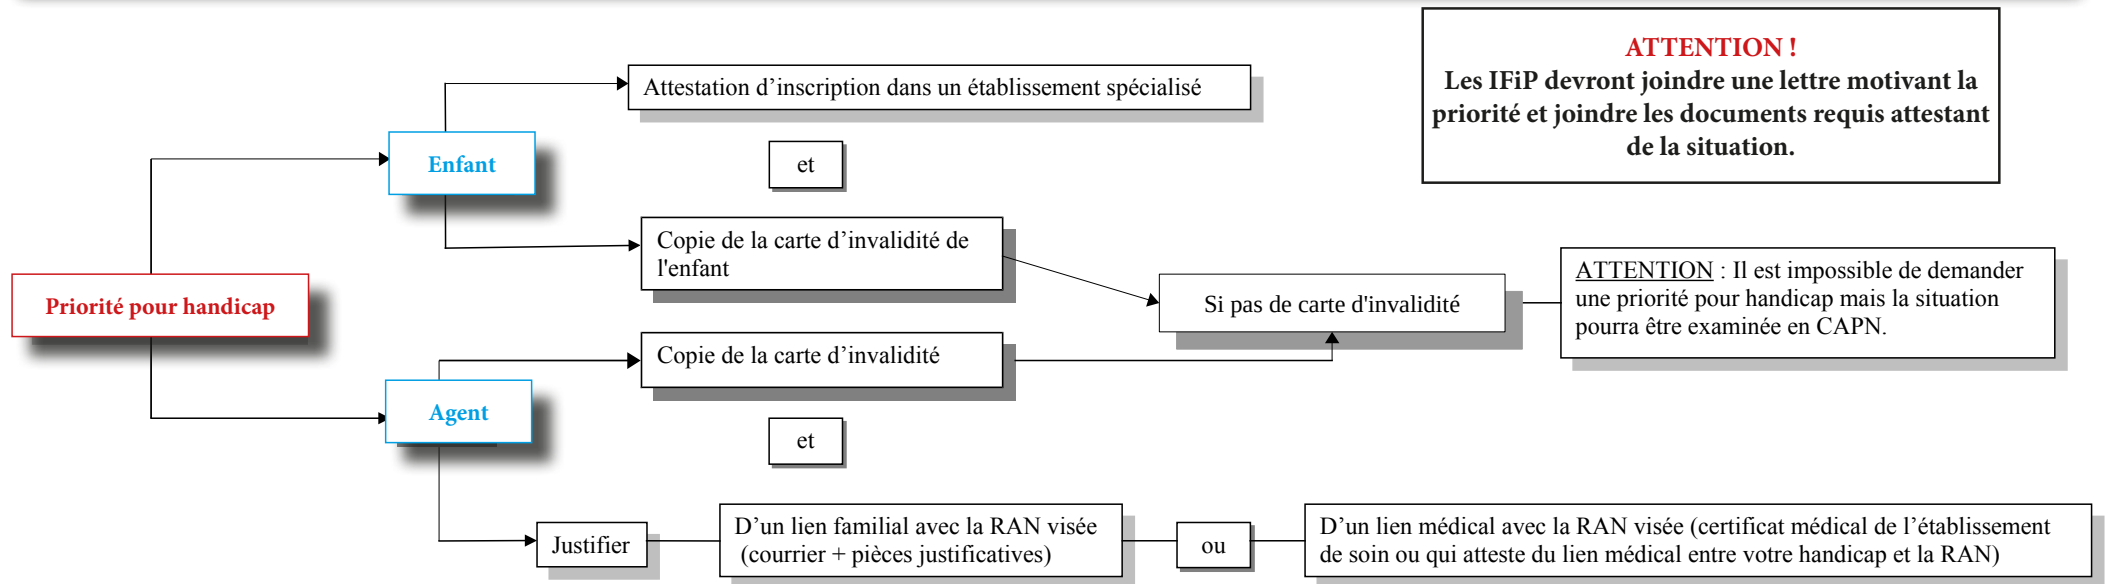 ATTENTION !
Les IFiP devront joindre une lettre motivant la
priorité et joindre les documents requis attestant
de la situation.
Attestation d’inscription dans un établissement spécialisé
Enfant
et
Copie de la carte d’invalidité de
l'enfant
Priorité pour handicap
Si pas de carte d'invalidité
ATTENTION : Il est impossible de demander
une priorité pour handicap mais la situation
pourra être examinée en CAPN.
Copie de la carte d’invalidité
Agent
et
Justifier
D’un lien familial avec la RAN visée
(courrier + pièces justificatives)
ou
D’un lien médical avec la RAN visée (certificat médical de l’établissement
de soin ou qui atteste du lien médical entre votre handicap et la RAN)